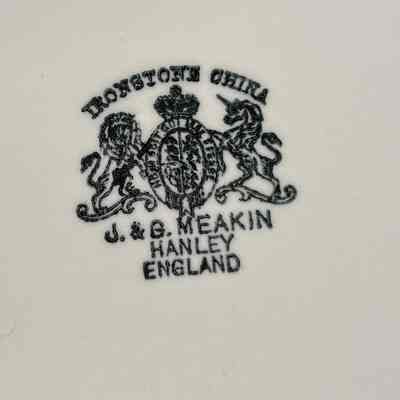 IRONSTONE CHINA
J. & G. MEAKIN
HANLEY
ENGLAND